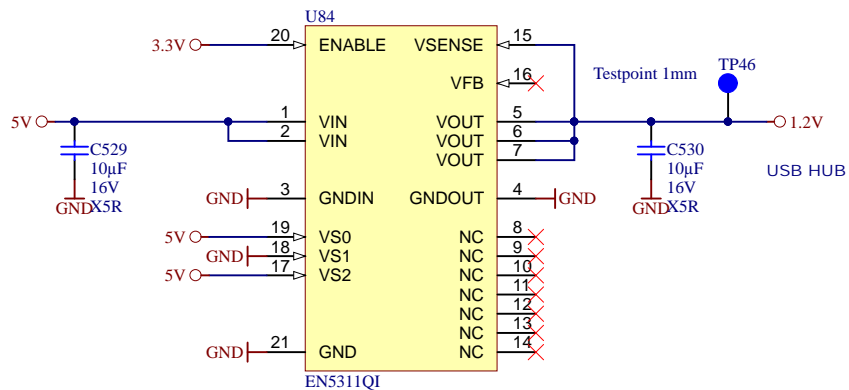 U84
3.3V 20 ENABLE VSENSE 15
VFB 16
Testpoint 1mm
TP46
5V 1 VIN VOUT 5 1.2V
2 VIN VOUT 6
VOUT 7
C529
10µF
16V
X5R
GND
C530
10µF
16V
X5R
GND
USB HUB
GND 3 GNDIN GNDOUT 4 GND
5V 19 VS0 NC 8
GND 18 VS1 NC 9
5V 17 VS2 NC 10
NC 11
NC 12
NC 13
GND 21 GND NC 14
EN5311QI